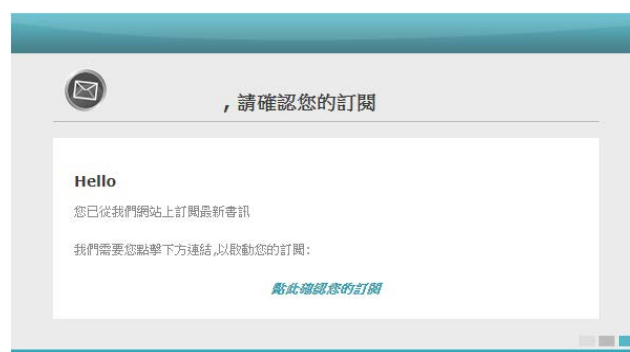 ，請確認您的訂閱
Hello
您已從我們網站上訂閱最新書訊
我們需要您點擊下方連結,以啟動您的訂閱:
點此確認您的訂閱